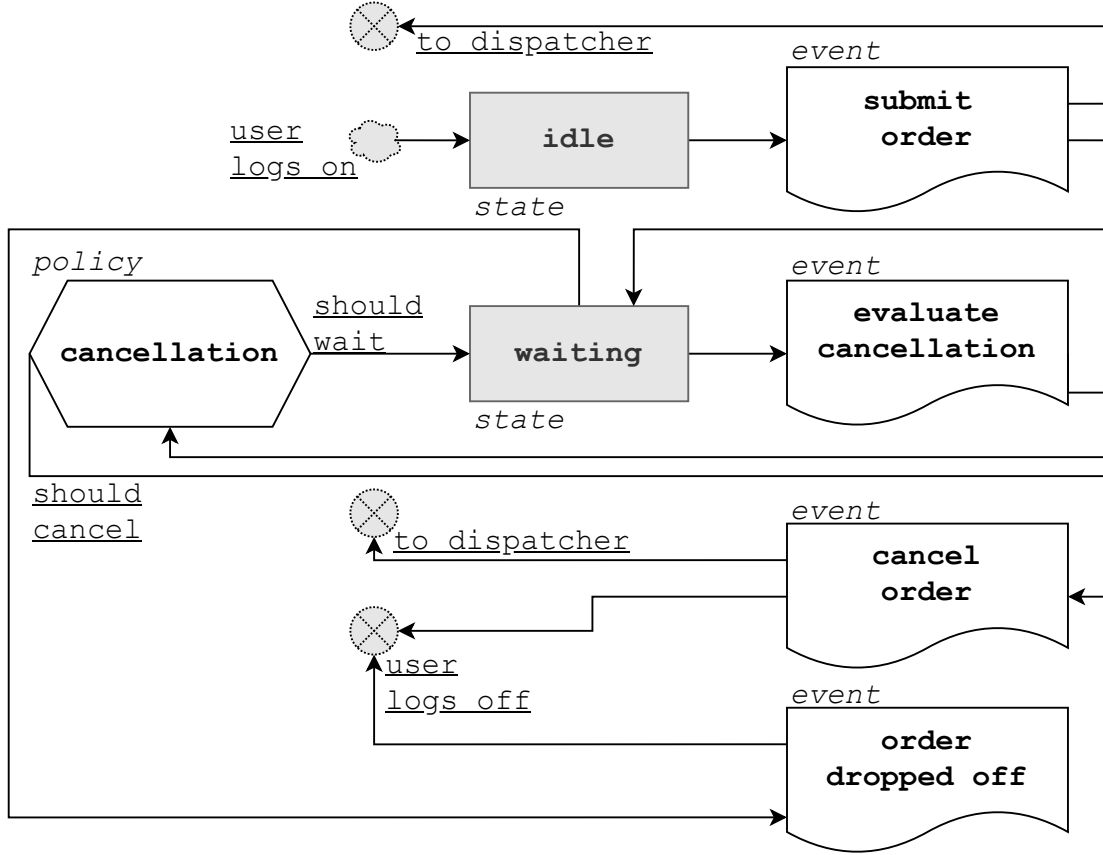 to dispatcher
event
submit
order
user
logs on
idle
state
policy
cancellation
should
wait
waiting
state
event
evaluate
cancellation
should
cancel
to dispatcher
event
cancel
order
user
logs off
event
order
dropped off